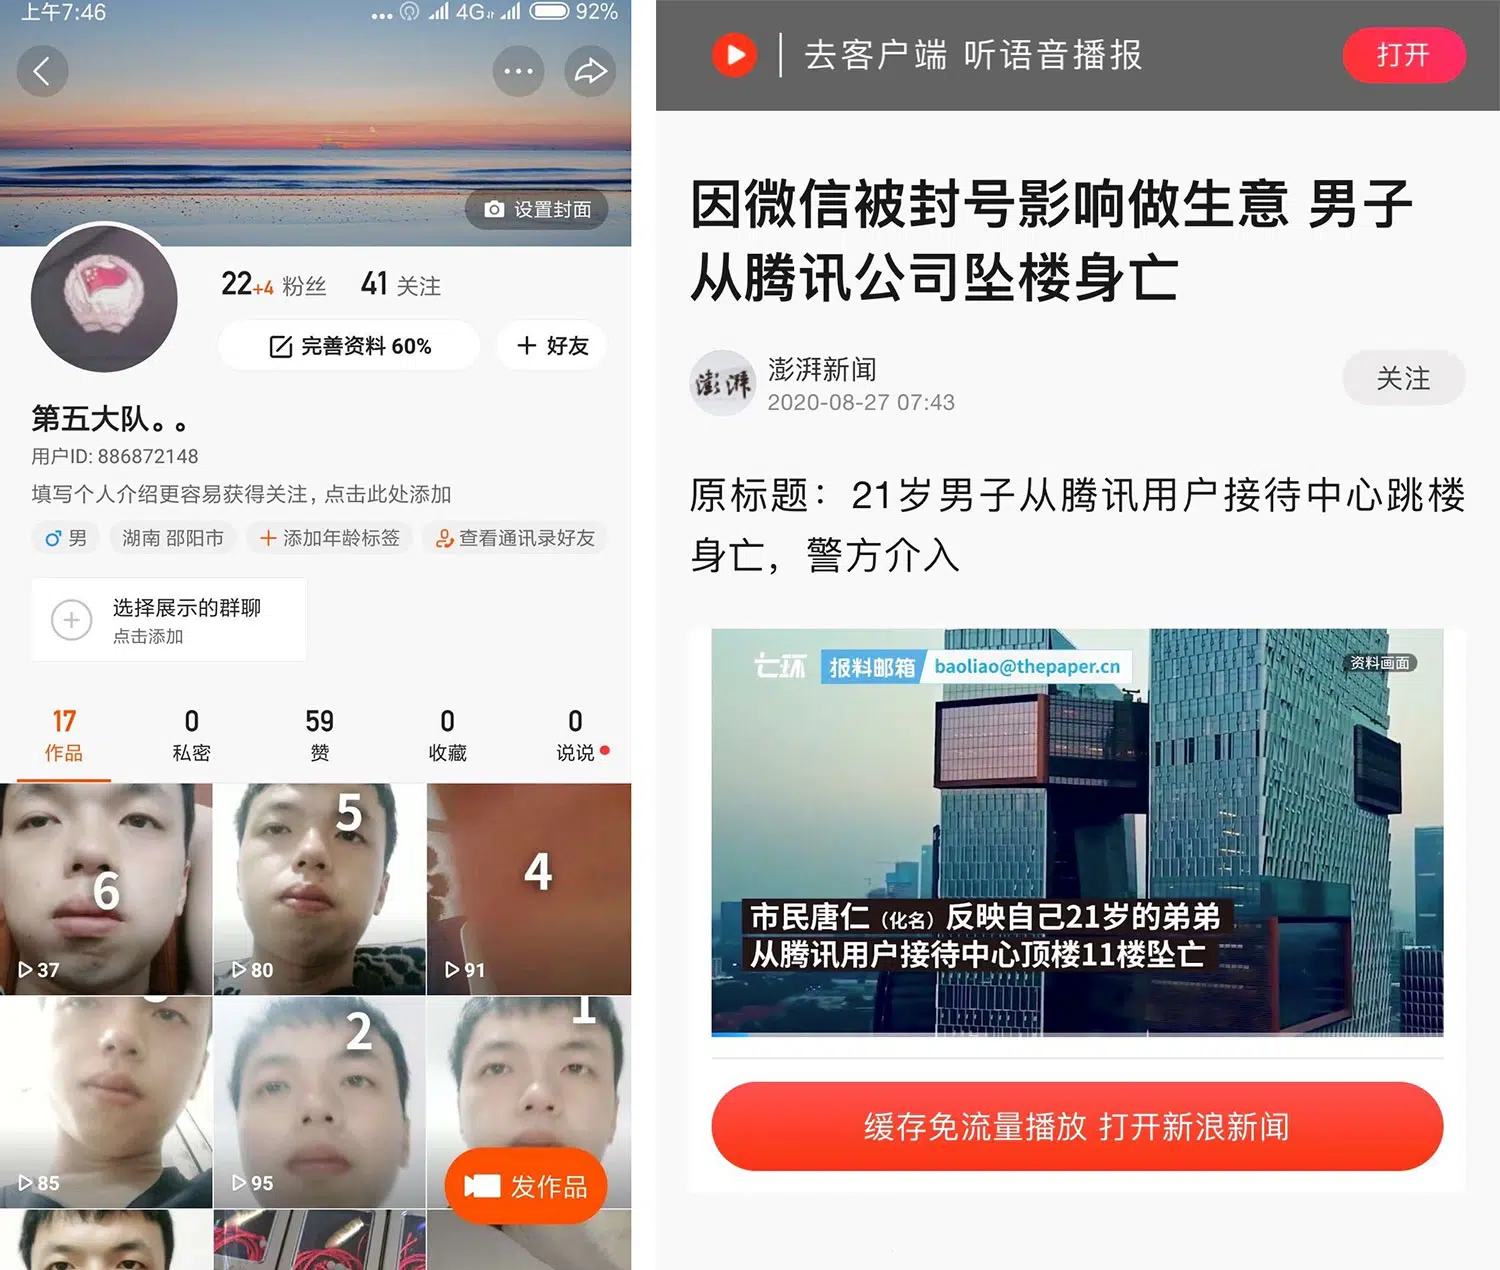 上午7:46
4G 92%
设置封面
22+4 粉丝 41 关注
完善资料 60%
+ 好友
第五大队。。
用户ID: 886872148
填写个人介绍更容易获得关注，点击此处添加
男
湖南 邵阳市
+ 添加年龄标签
查看通讯录好友
选择展示的群聊
点击添加
17 0 59 0 0
作品 私密 赞 收藏 说说
6
37
5
80
4
91
85
2
95
1
发作品
去客户端 听语音播报
打开
因微信被封号影响做生意 男子
从腾讯公司坠楼身亡
澎湃
澎湃新闻
2020-08-27 07:43
关注
原标题：21岁男子从腾讯用户接待中心跳楼
身亡，警方介入
七环
报料邮箱 baoliao@thepaper.cn
资料画面
市民唐仁（化名）反映自己21岁的弟弟
从腾讯用户接待中心顶楼11楼坠亡
缓存免流量播放 打开新浪新闻